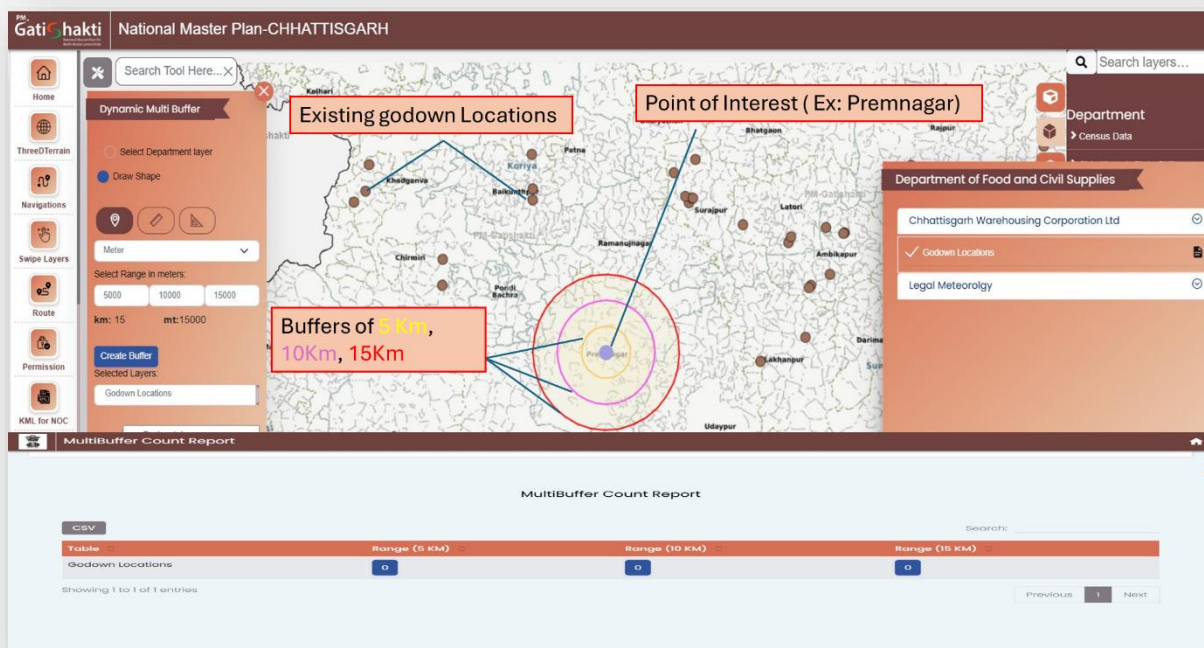 PM
GatiShakti
National Master Plan-CHHATTISGARH
Home
ThreeDTerrain
Navigations
Swipe Layers
Route
Permission
KML for NOC
Search Tool Here...
Dynamic Multi Buffer
Select Department layer
Draw Shape
Meter
Select Range in meters:
5000 10000 15000
km: 15 mt:15000
Create Buffer
Selected Layers:
Godown Locations
Existing godown Locations
Point of Interest ( Ex: Premnagar)
Buffers of 5 Km,
10Km, 15Km
Kelhari
Patna
Koriya
Khadganva
Baikunthp
Chirmiri
Pondi
Bachra
Ramanujnagar
Bhatgaon
Rajpur
Surajpur
Latori
Ambikapur
Darima
Lakhanpur
Udaypur
PM-Gatishakti
Search layers...
Department
Census Data
Department of Food and Civil Supplies
Chhattisgarh Warehousing Corporation Ltd
Godown Locations
Legal Meteorolgy
MultiBuffer Count Report
MultiBuffer Count Report
CSV
Search:
Table Range (5 KM) Range (10 KM) Range (15 KM)
Godown Locations 0 0 0
Showing 1 to 1 of 1 entries
Previous 1 Next